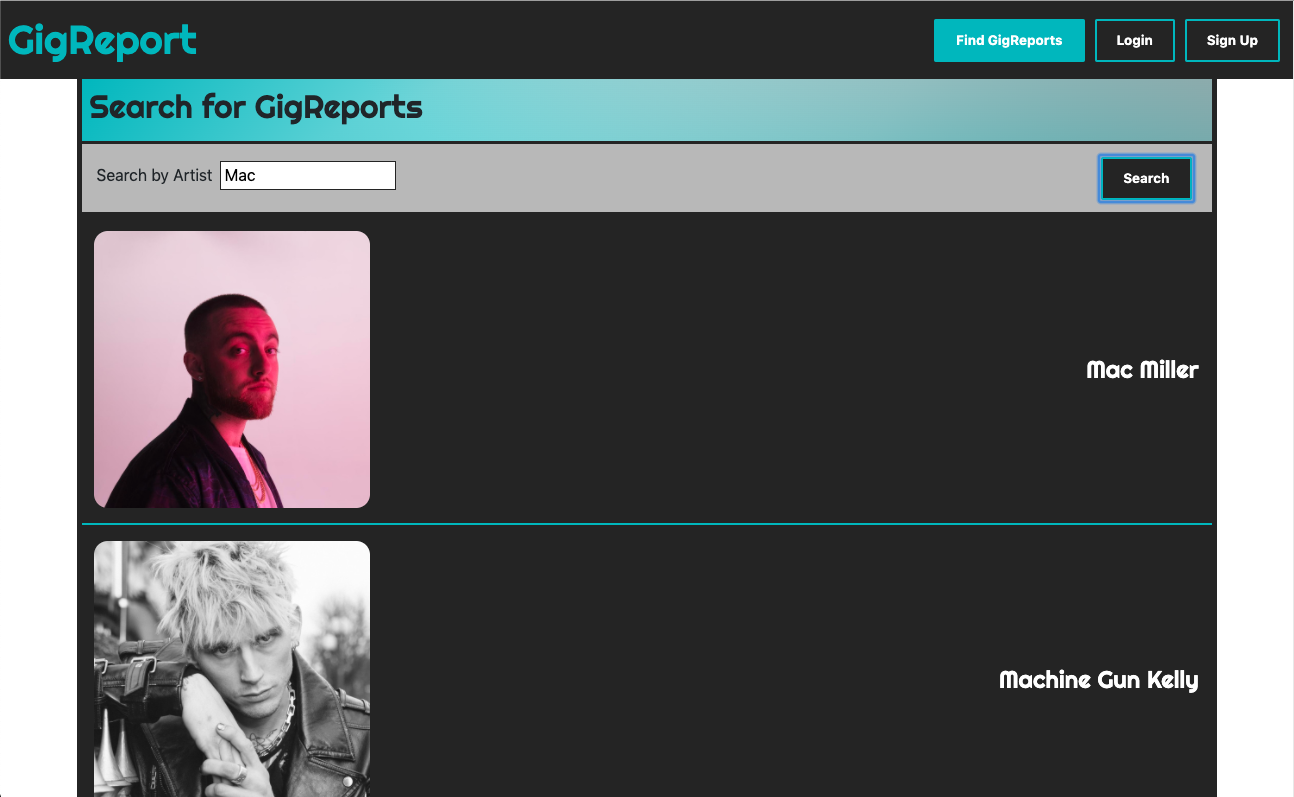 GigReport
Find GigReports
Login
Sign Up
Search for GigReports
Search by Artist Mac
Search
Mac Miller
Machine Gun Kelly